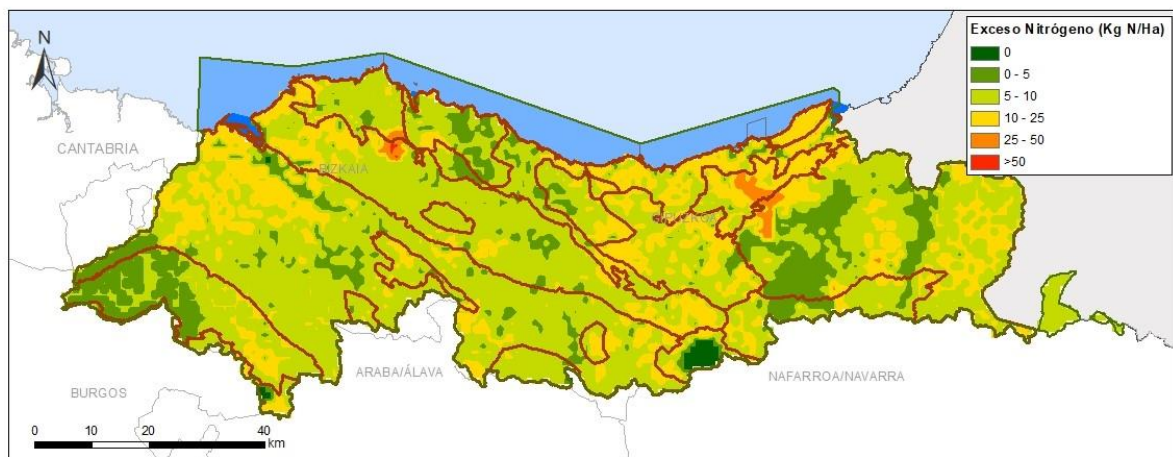 N
Exceso Nitrógeno (Kg N/Ha)
0
0 - 5
5 - 10
10 - 25
25 - 50
>50
CANTABRIA
BIZKAIA
GIPUZKOA
ARABA/ÁLAVA
NAFARROA/NAVARRA
BURGOS
0 10 20 40
km